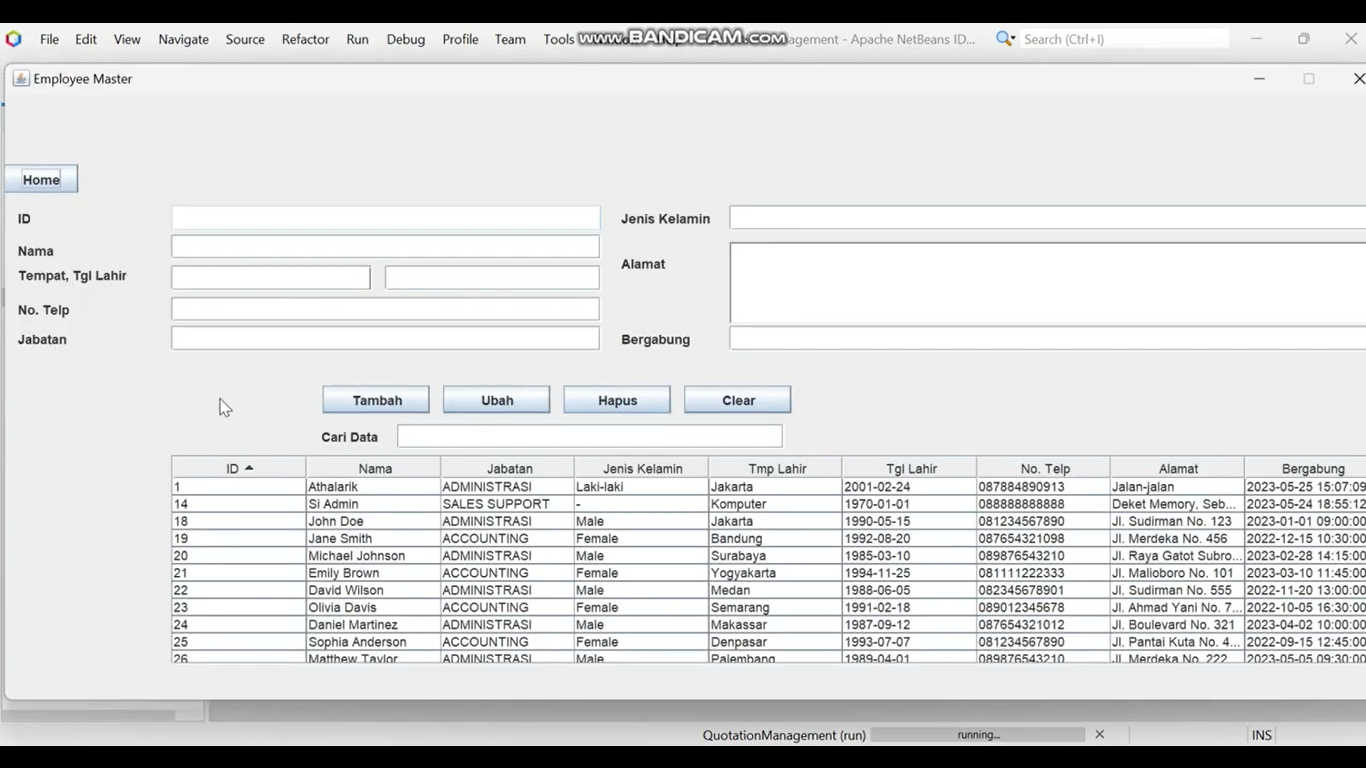 File Edit View Navigate Source Refactor Run Debug Profile Team Tools www.BANDICAM.com agement - Apache NetBeans ID... Search (Ctrl+I)
Employee Master
Home
ID Jenis Kelamin
Nama
Alamat
Tempat, Tgl Lahir
No. Telp
Jabatan Bergabung
Tambah Ubah Hapus Clear
Cari Data
ID Nama Jabatan Jenis Kelamin Tmp Lahir Tgl Lahir No. Telp Alamat Bergabung
1 Athalarik ADMINISTRASI Laki-laki Jakarta 2001-02-24 087884890913 Jalan-jalan 2023-05-25 15:07:09
14 Si Admin SALES SUPPORT - Komputer 1970-01-01 088888888888 Deket Memory, Seb... 2023-05-24 18:55:12
18 John Doe ADMINISTRASI Male Jakarta 1990-05-15 081234567890 Jl. Sudirman No. 123 2023-01-01 09:00:00
19 Jane Smith ACCOUNTING Female Bandung 1992-08-20 087654321098 Jl. Merdeka No. 456 2022-12-15 10:30:00
20 Michael Johnson ADMINISTRASI Male Surabaya 1985-03-10 089876543210 Jl. Raya Gatot Subro... 2023-02-28 14:15:00
21 Emily Brown ACCOUNTING Female Yogyakarta 1994-11-25 081111222333 Jl. Malioboro No. 101 2023-03-10 11:45:00
22 David Wilson ADMINISTRASI Male Medan 1988-06-05 082345678901 Jl. Sudirman No. 555 2022-11-20 13:00:00
23 Olivia Davis ACCOUNTING Female Semarang 1991-02-18 089012345678 Jl. Ahmad Yani No. 7... 2022-10-05 16:30:00
24 Daniel Martinez ADMINISTRASI Male Makassar 1987-09-12 087654321012 Jl. Boulevard No. 321 2023-04-02 10:00:00
25 Sophia Anderson ACCOUNTING Female Denpasar 1993-07-07 081234567890 Jl. Pantai Kuta No. 4... 2022-09-15 12:45:00
26 Matthew Taylor ADMINISTRASI Male Palembang 1989-04-01 089876543210 Jl. Merdeka No. 222 2023-05-05 09:30:00
QuotationManagement (run) running... INS